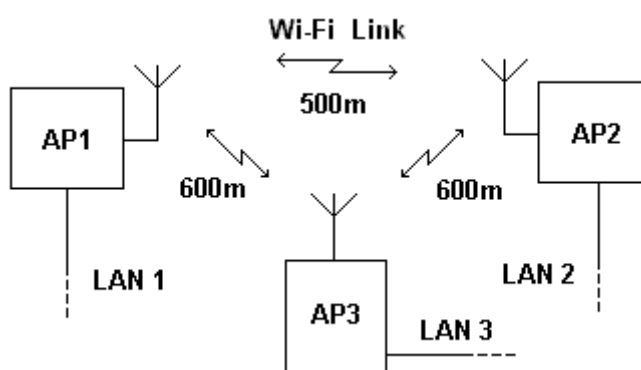 Wi-Fi Link
500m
AP1
AP2
600m
600m
LAN 1
LAN 2
AP3
LAN 3